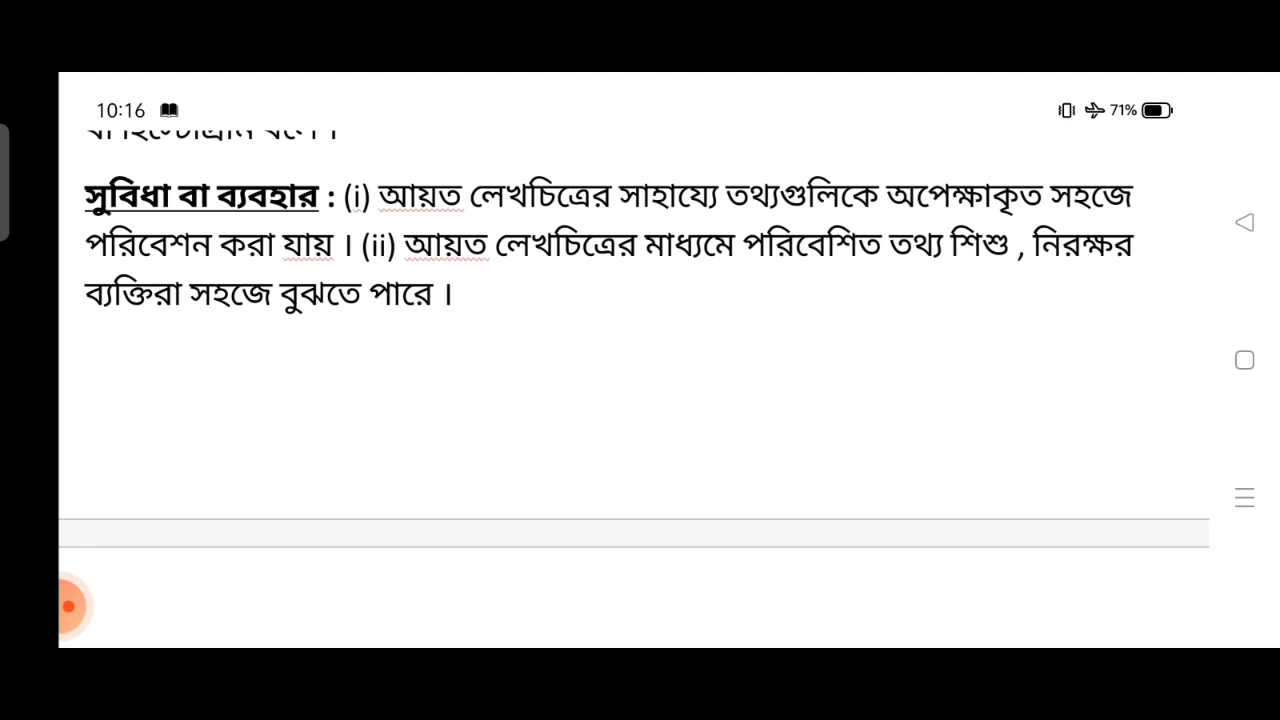 10:16 71%
সুবিধা বা ব্যবহার : (i) আয়ত লেখচিত্রের সাহায্যে তথ্যগুলিকে অপেক্ষাকৃত সহজে
পরিবেশন করা যায় । (ii) আয়ত লেখচিত্রের মাধ্যমে পরিবেশিত তথ্য শিশু , নিরক্ষর
ব্যক্তিরা সহজে বুঝতে পারে ।